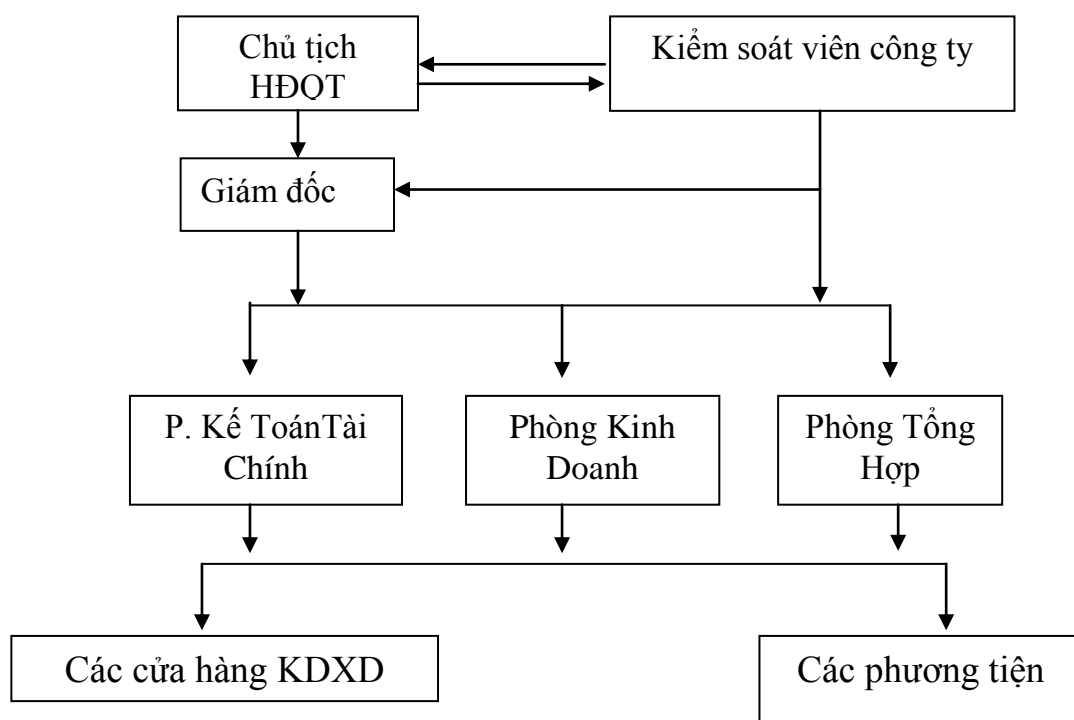 Chủ tịch
HĐQT
Kiểm soát viên công ty
Giám đốc
P. Kế ToánTài
Chính
Phòng Kinh
Doanh
Phòng Tổng
Hợp
Các cửa hàng KDXD
Các phương tiện